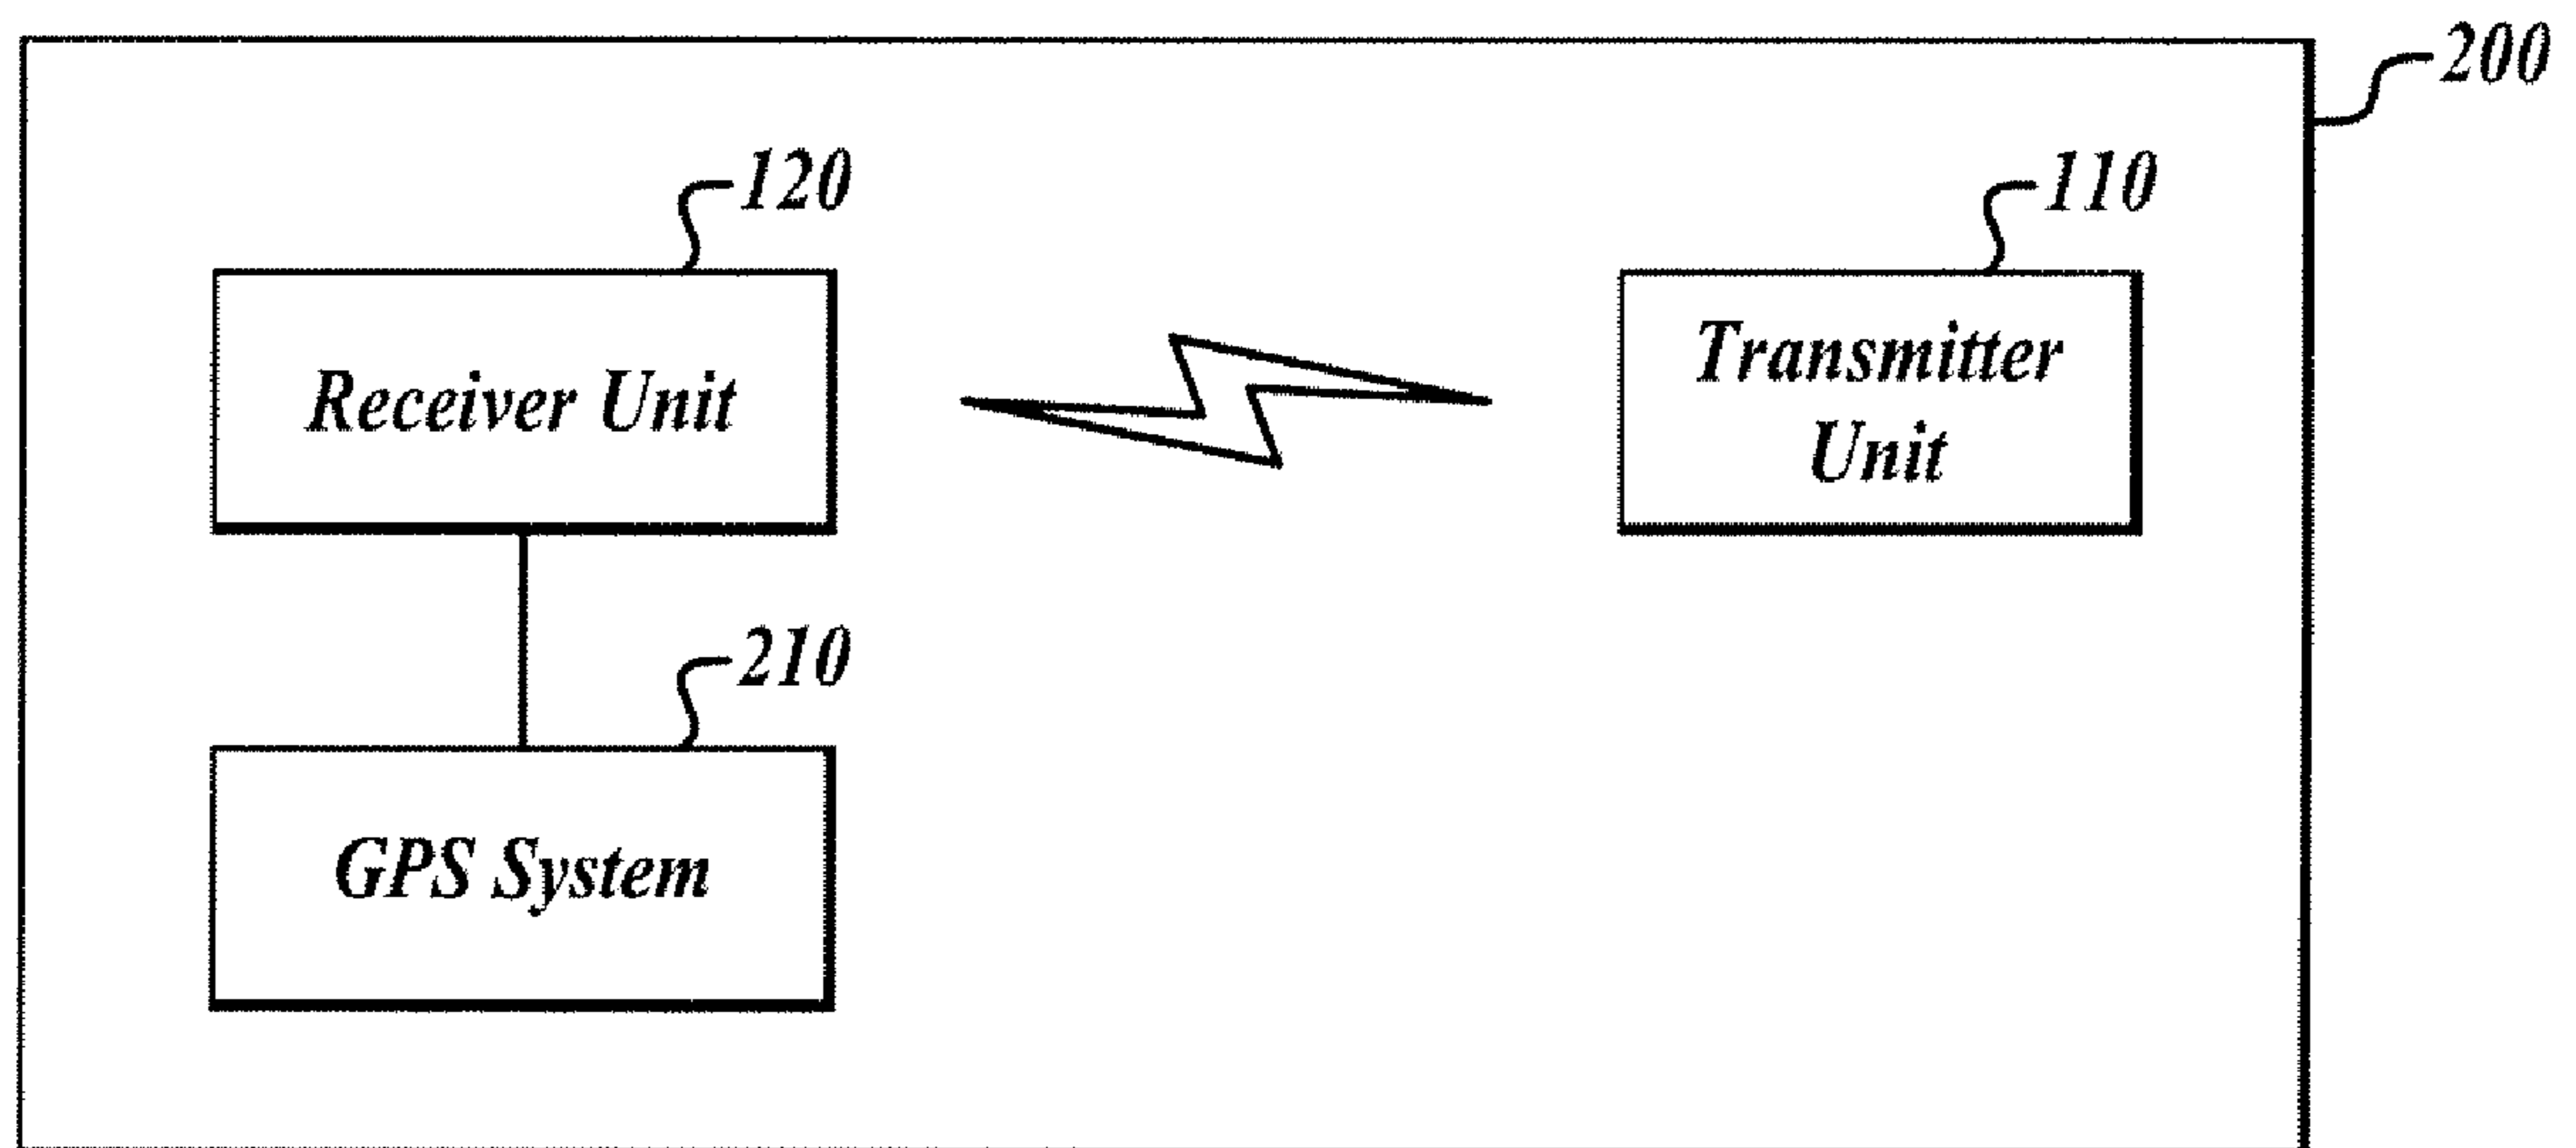 200
120
110
Receiver Unit
Transmitter
Unit
210
GPS System